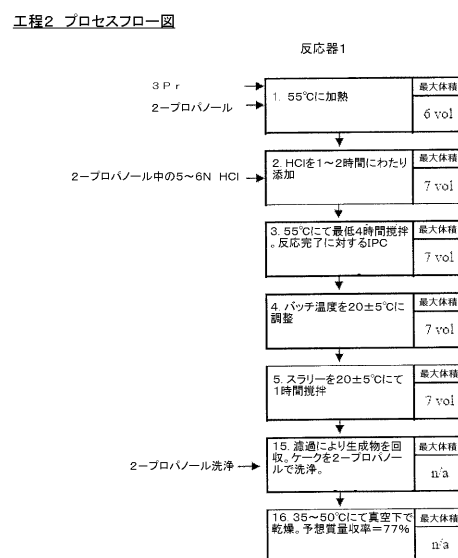 工程2 プロセスフロー図
反応器1
3Pr
2ープロパノール
1. 55℃に加熱
最大体積
6 vol
2ープロパノール中の5~6N HCl
2. HClを1~2時間にわたり
添加
最大体積
7 vol
3. 55℃にて最低4時間攪拌
。反応完了に対するIPC
最大体積
7 vol
4. バッチ温度を20±5℃に
調整
最大体積
7 vol
5. スラリーを20±5℃にて
1時間攪拌
最大体積
7 vol
2ープロパノール洗浄
15. 濾過により生成物を回
収。ケークを2ープロパノー
ルで洗浄。
最大体積
n/a
16. 35~50℃にて真空下で
乾燥。予想質量収率=77%
最大体積
n/a